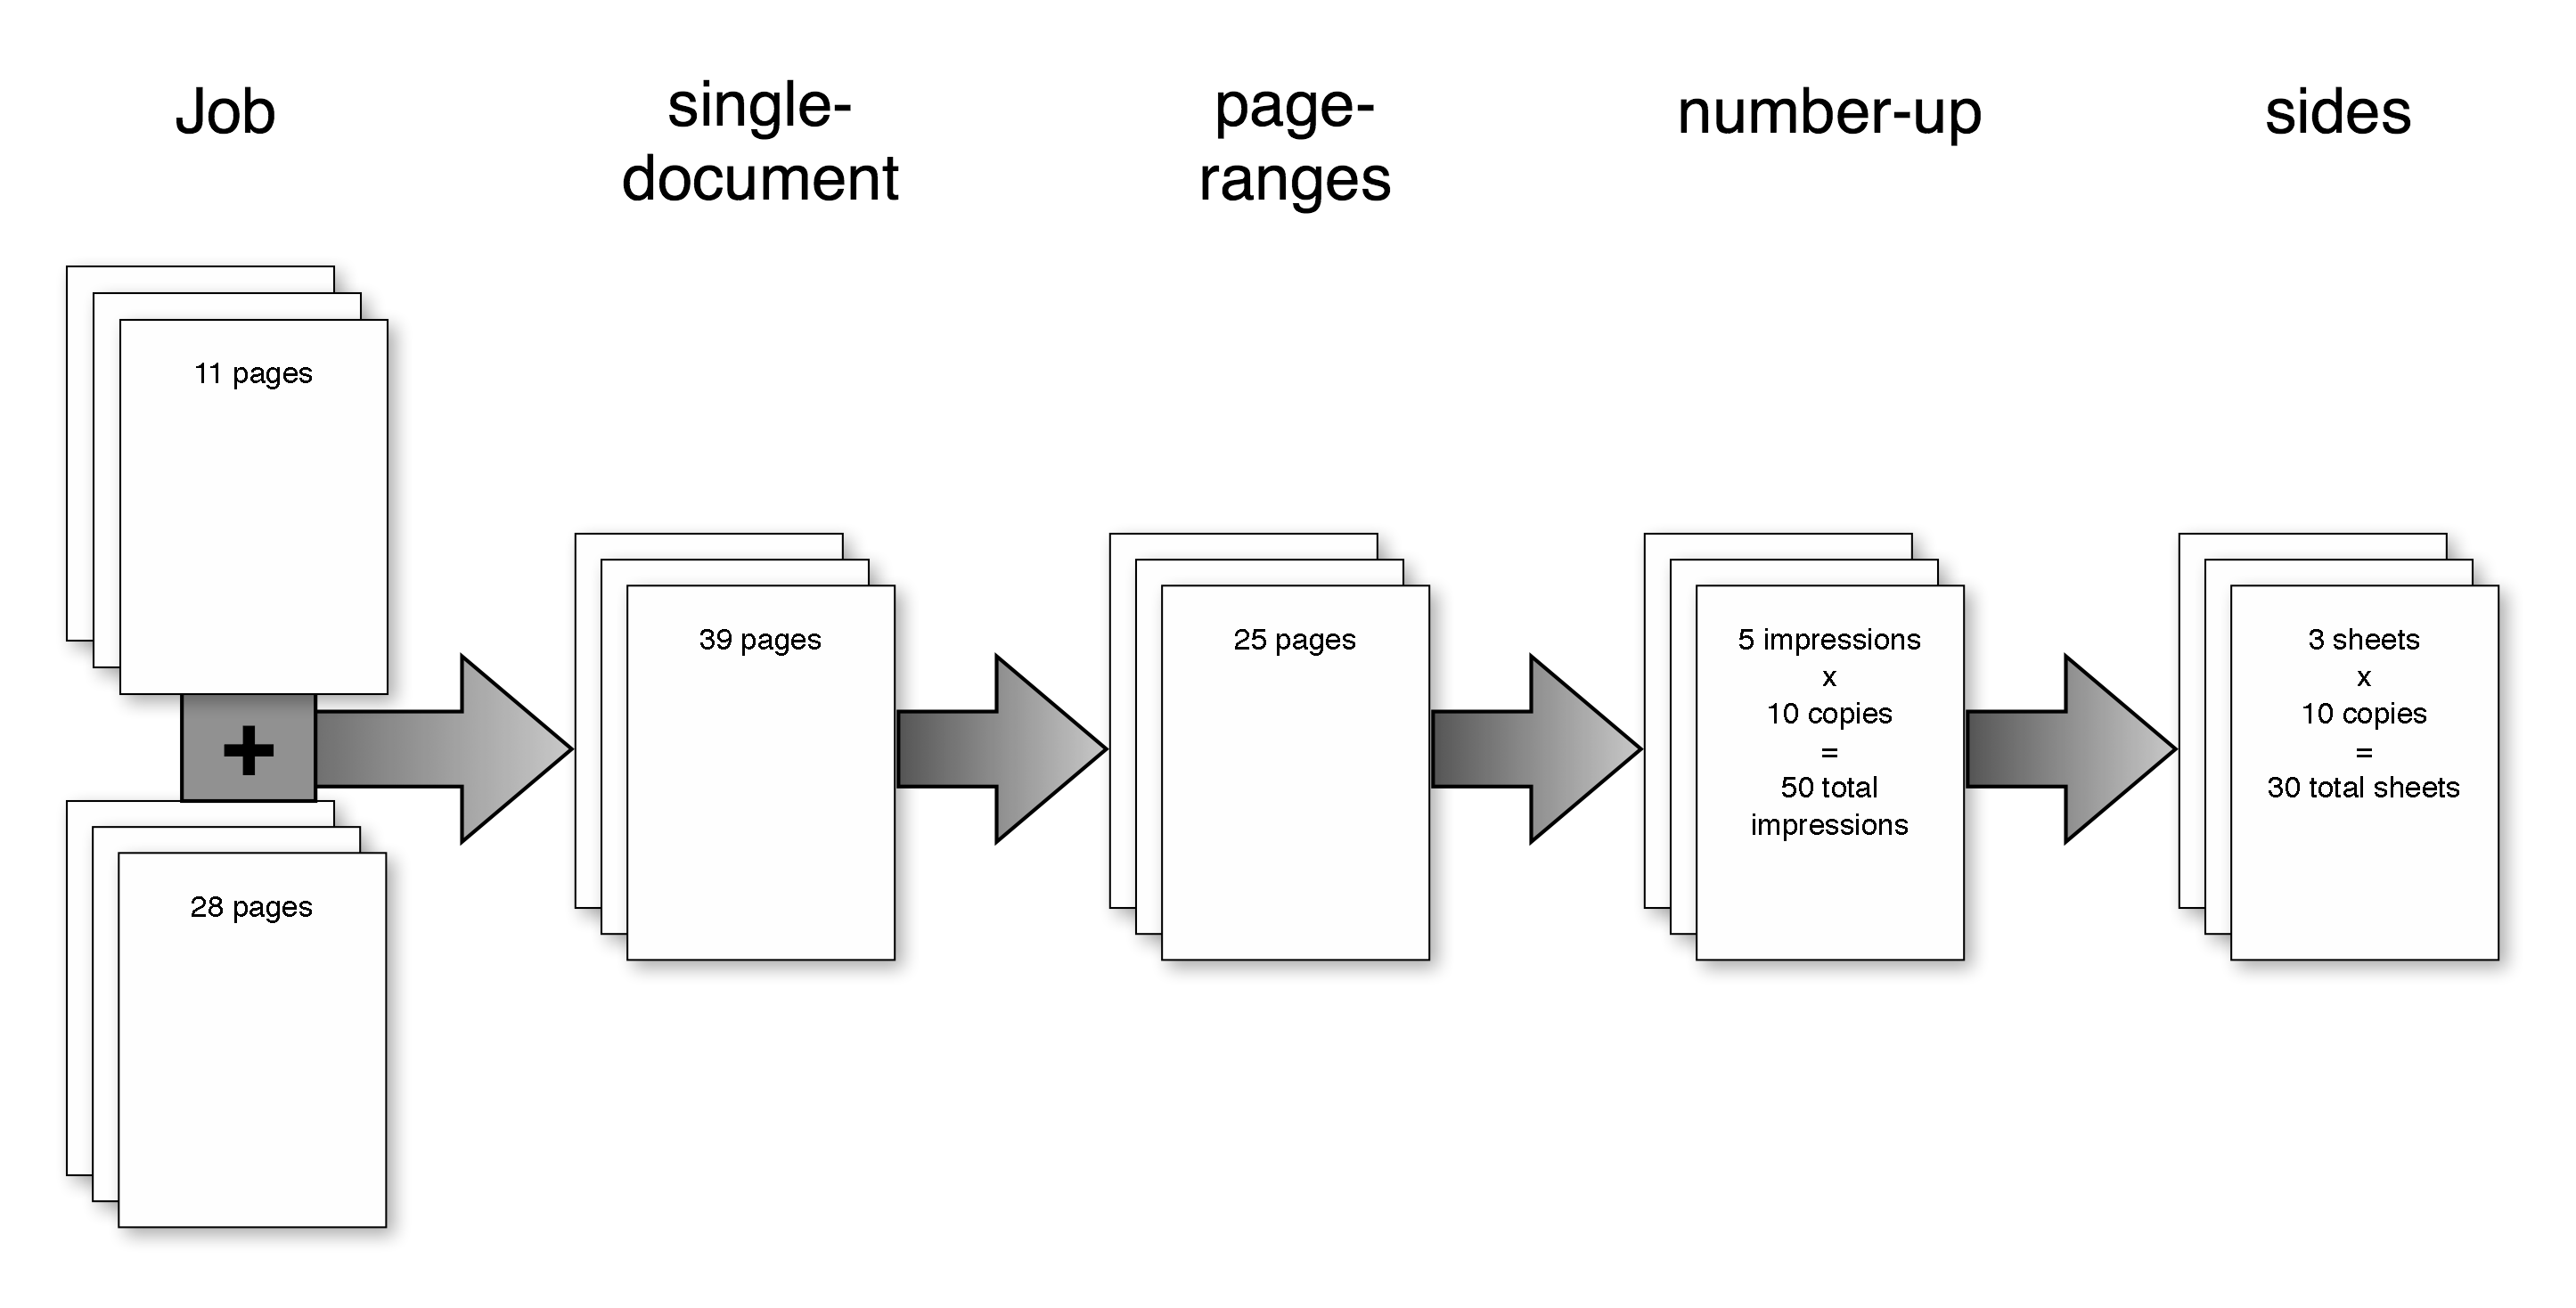 Job
single-
document
page-
ranges
number-up
sides
11 pages
+
28 pages
39 pages
25 pages
5 impressions
x
10 copies
=
50 total
impressions
3 sheets
x
10 copies
=
30 total sheets